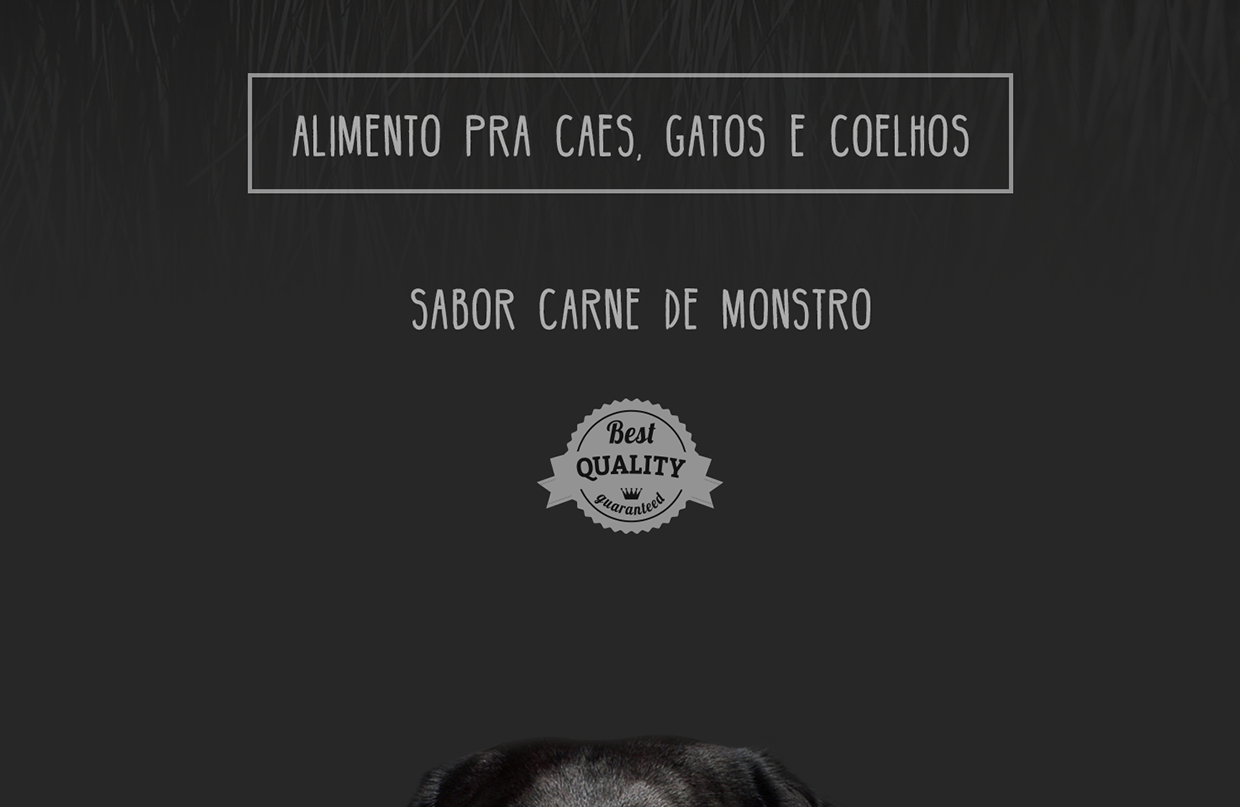 ALIMENTO PRA CAES, GATOS E COELHOS
SABOR CARNE DE MONSTRO
Best
QUALITY
guaranteed